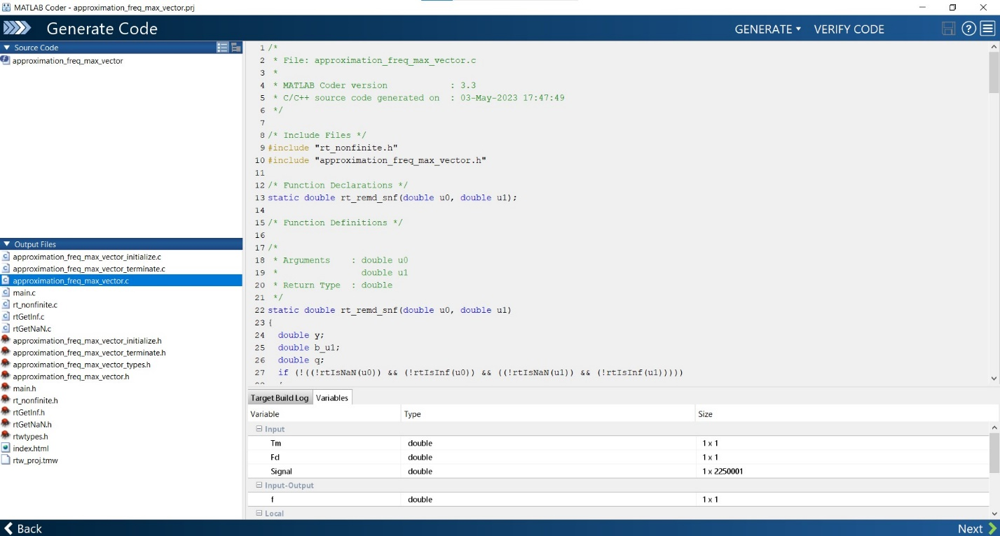 MATLAB Coder - approximation_freq_max_vector.prj
Generate Code
GENERATE VERIFY CODE
Source Code
approximation_freq_max_vector
Output Files
approximation_freq_max_vector_initialize.c
approximation_freq_max_vector_terminate.c
approximation_freq_max_vector.c
main.c
rt_nonfinite.c
rtGetInf.c
rtGetNaN.c
approximation_freq_max_vector_initialize.h
approximation_freq_max_vector_terminate.h
approximation_freq_max_vector_types.h
approximation_freq_max_vector.h
main.h
rt_nonfinite.h
rtGetInf.h
rtGetNaN.h
rtwtypes.h
index.html
rtw_proj.tmw
1 /*
2  * File: approximation_freq_max_vector.c
3  *
4  * MATLAB Coder version            : 3.3
5  * C/C++ source code generated on  : 03-May-2023 17:47:49
6  */
7
8 /* Include Files */
9 #include "rt_nonfinite.h"
10 #include "approximation_freq_max_vector.h"
11
12 /* Function Declarations */
13 static double rt_remd_snf(double u0, double u1);
14
15 /* Function Definitions */
16
17 /*
18  * Arguments    : double u0
19  *                double u1
20  * Return Type  : double
21  */
22 static double rt_remd_snf(double u0, double u1)
23 {
24   double y;
25   double b_u1;
26   double q;
27   if (!((!rtIsNaN(u0)) && (!rtIsInf(u0)) && ((!rtIsNaN(u1)) && (!rtIsInf(u1)))))
Target Build Log Variables
Variable Type Size
Input
Tm double 1 x 1
Fd double 1 x 1
Signal double 1 x 2250001
Input-Output
f double 1 x 1
Local
Back Next